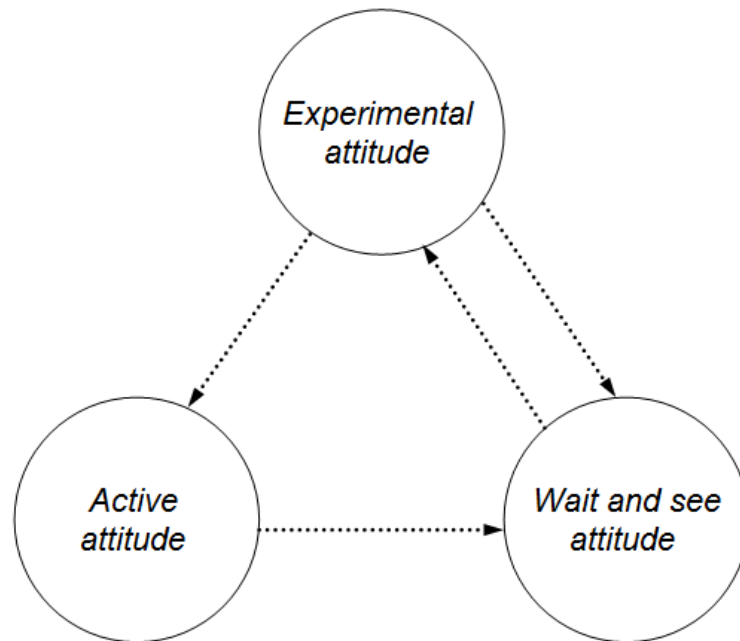 Experimental
attitude
Active
attitude
Wait and see
attitude